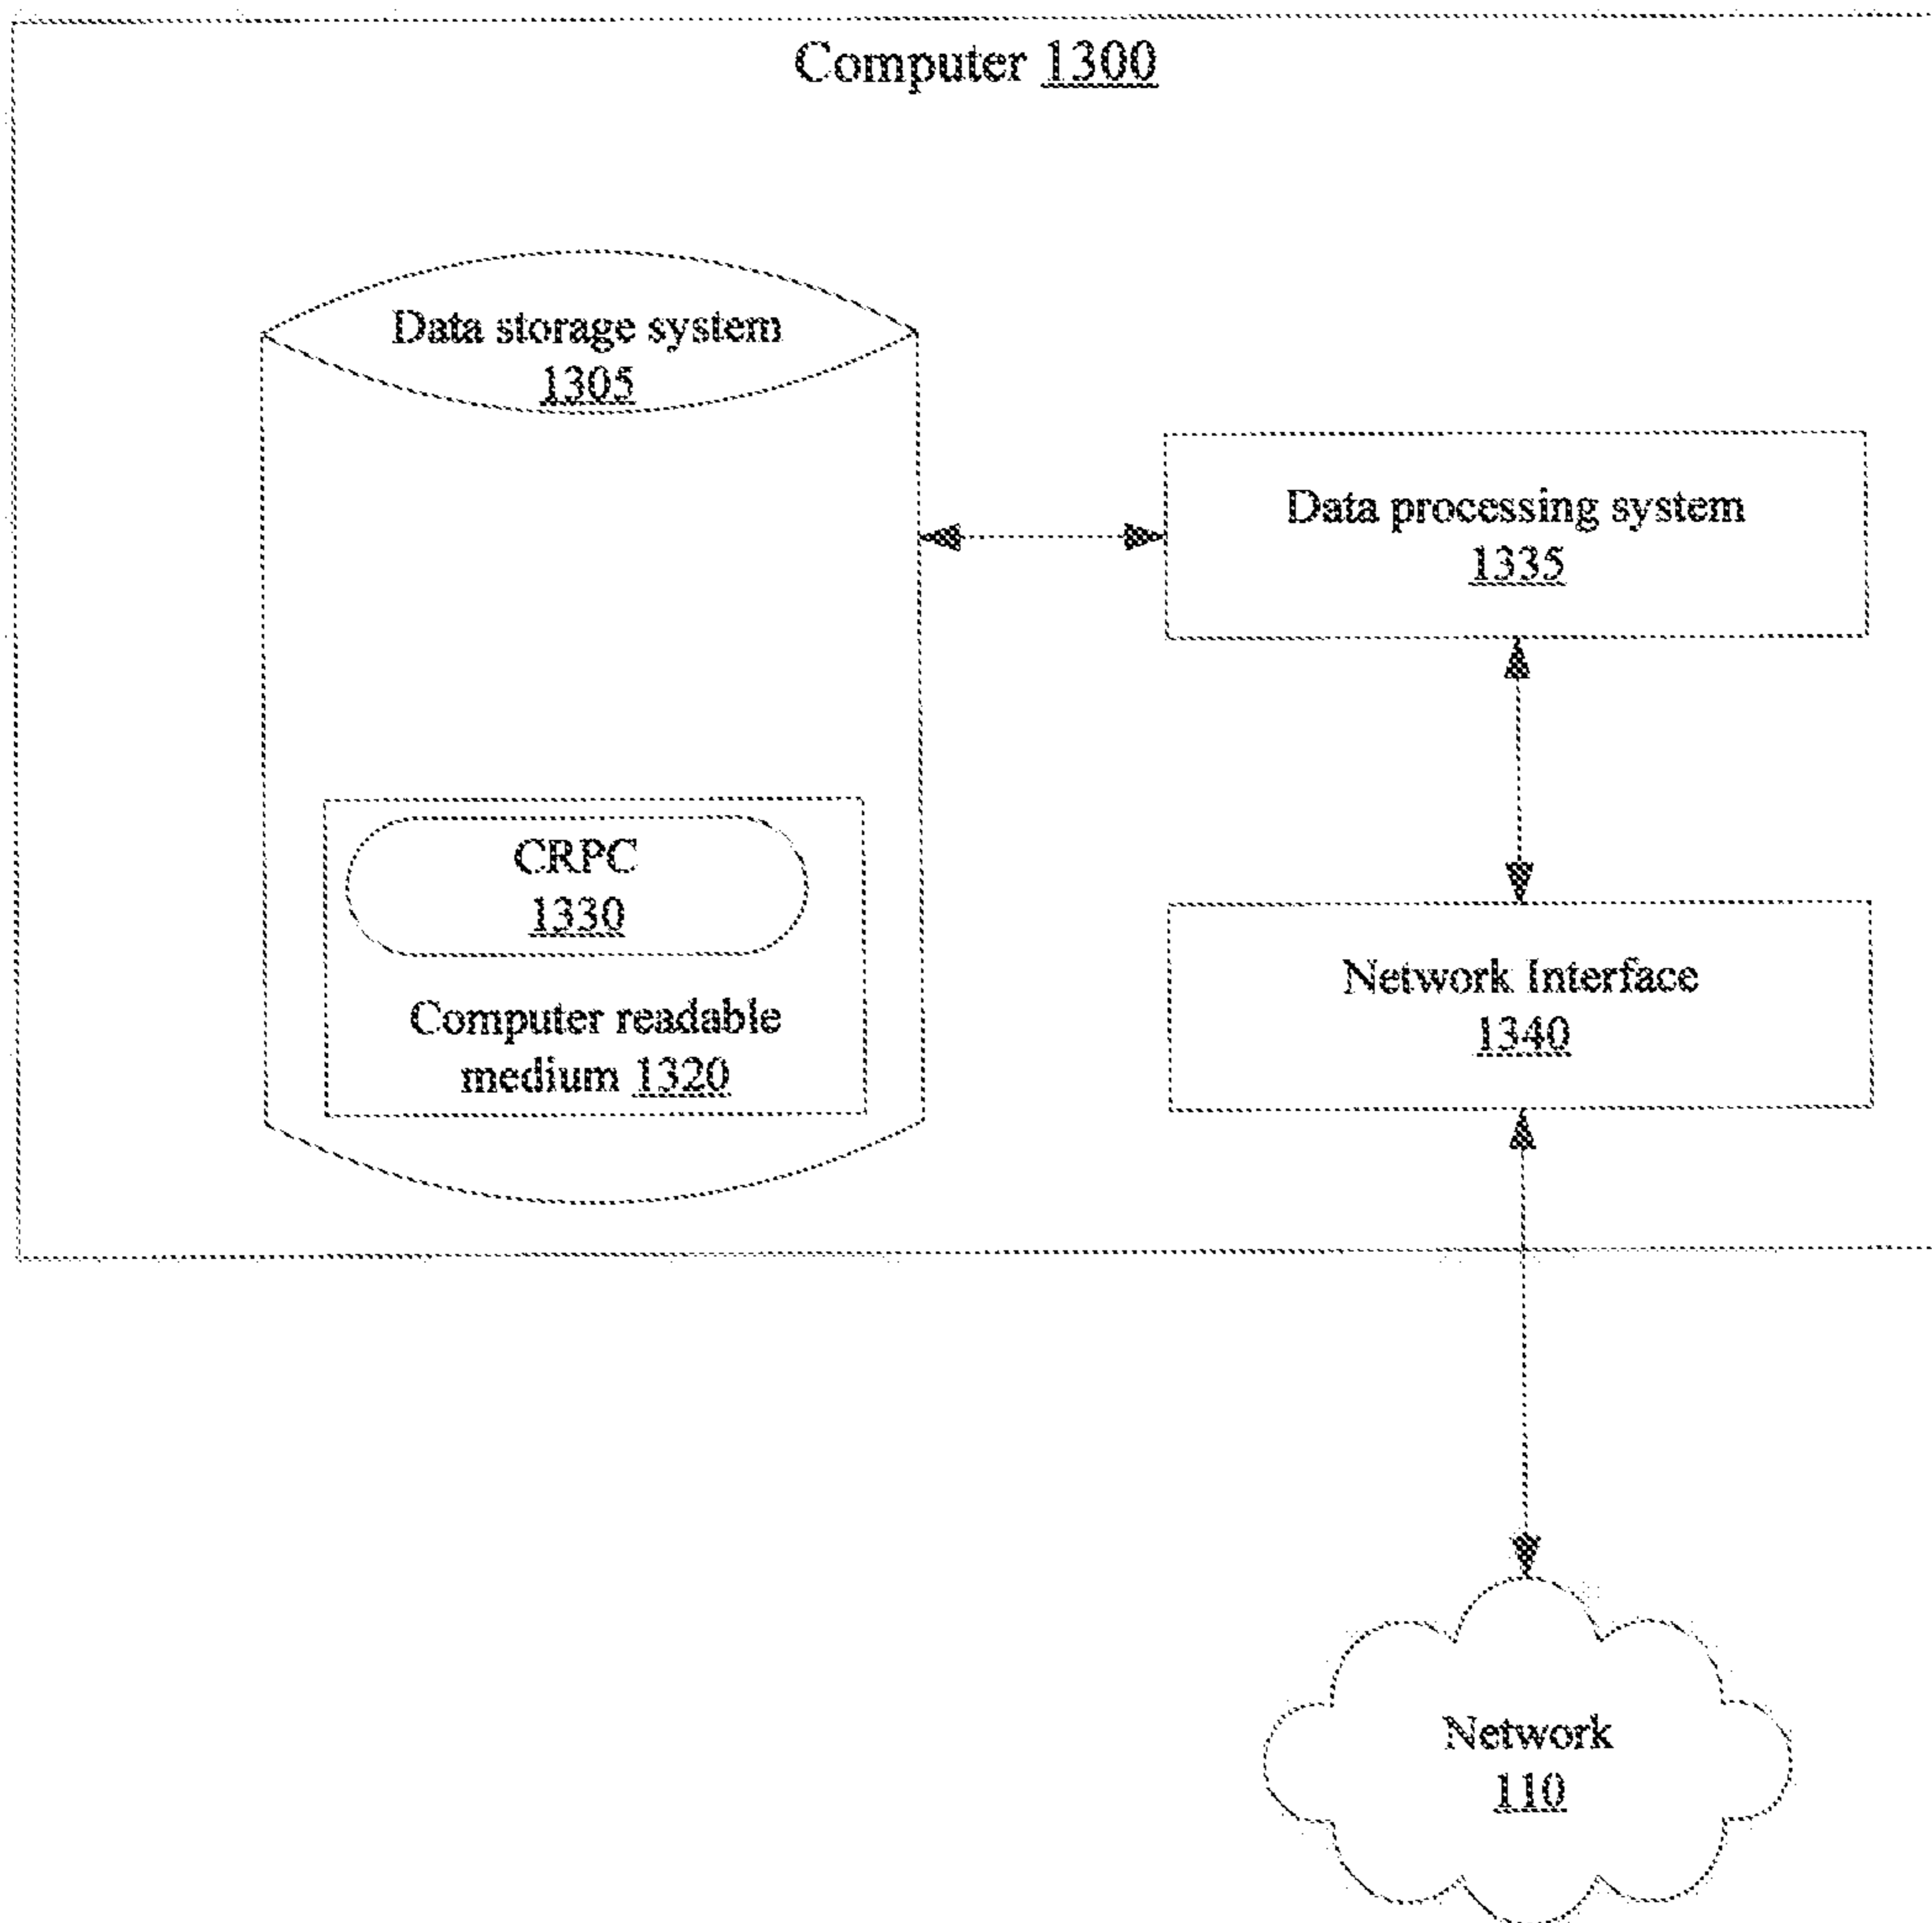 Computer 1300
Data storage system
1305
Data processing system
1335
CRPC
1330
Computer readable
medium 1320
Network Interface
1340
Network
110